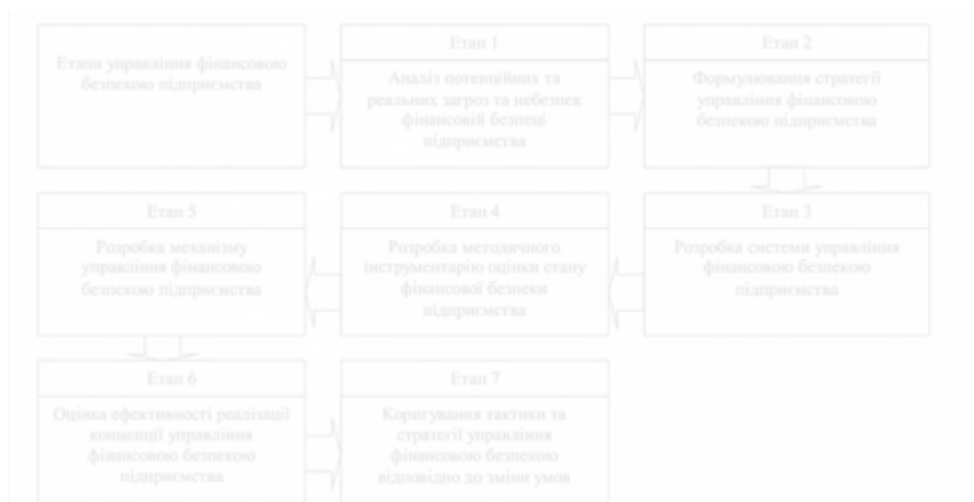 Етапи управління фінансовою
безпекою підприємства
Етап 1
Аналіз потенційних та
реальних загроз та небезпек
фінансовій безпеці
підприємства
Етап 2
Формулювання стратегії
управління фінансовою
безпекою підприємства
Етап 3
Розробка системи управління
фінансовою безпекою
підприємства
Етап 4
Розробка методичного
інструментарію оцінки стану
фінансової безпеки
підприємства
Етап 5
Розробка механізму
управління фінансовою
безпекою підприємства
Етап 6
Оцінка ефективності реалізації
концепції управління
фінансовою безпекою
підприємства
Етап 7
Коригування тактики та
стратегії управління
фінансовою безпекою
відповідно до зміни умов